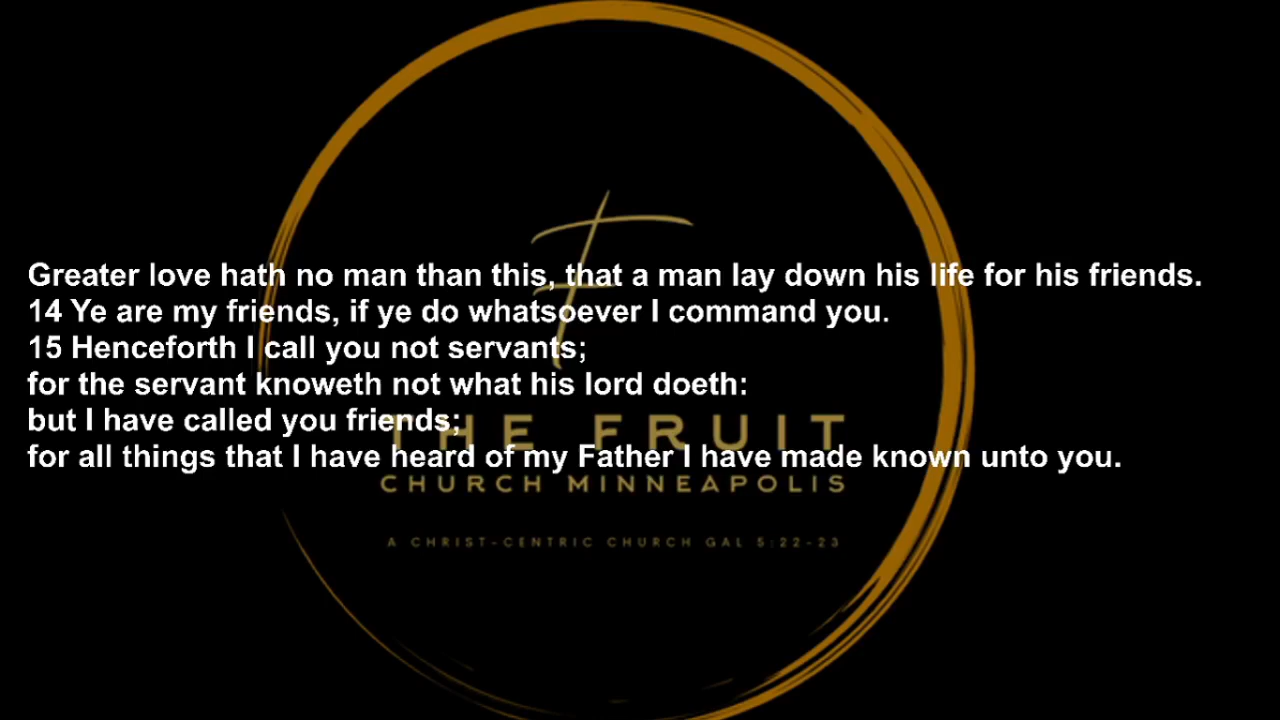 Greater love hath no man than this, that a man lay down his life for his friends.
14 Ye are my friends, if ye do whatsoever I command you.
15 Henceforth I call you not servants;
for the servant knoweth not what his lord doeth:
but I have called you friends;
for all things that I have heard of my Father I have made known unto you.
THE FRUIT
CHURCH MINNEAPOLIS
A CHRIST-CENTRIC CHURCH GAL 5:22-23